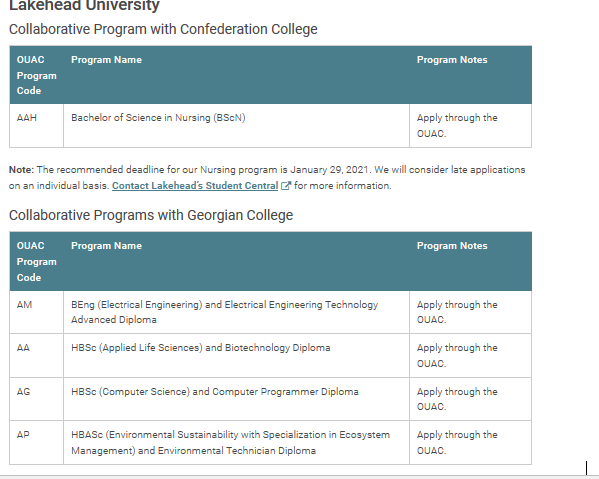 Lakehead University
Collaborative Program with Confederation College
OUAC Program Code Program Name Program Notes
AAH Bachelor of Science in Nursing (BScN) Apply through the OUAC.
Note: The recommended deadline for our Nursing program is January 29, 2021. We will consider late applications
on an individual basis. Contact Lakehead's Student Central for more information.
Collaborative Programs with Georgian College
OUAC Program Code Program Name Program Notes
AM BEng (Electrical Engineering) and Electrical Engineering Technology Advanced Diploma Apply through the OUAC.
AA HBSc (Applied Life Sciences) and Biotechnology Diploma Apply through the OUAC.
AG HBSc (Computer Science) and Computer Programmer Diploma Apply through the OUAC.
AP HBASc (Environmental Sustainability with Specialization in Ecosystem Management) and Environmental Technician Diploma Apply through the OUAC.